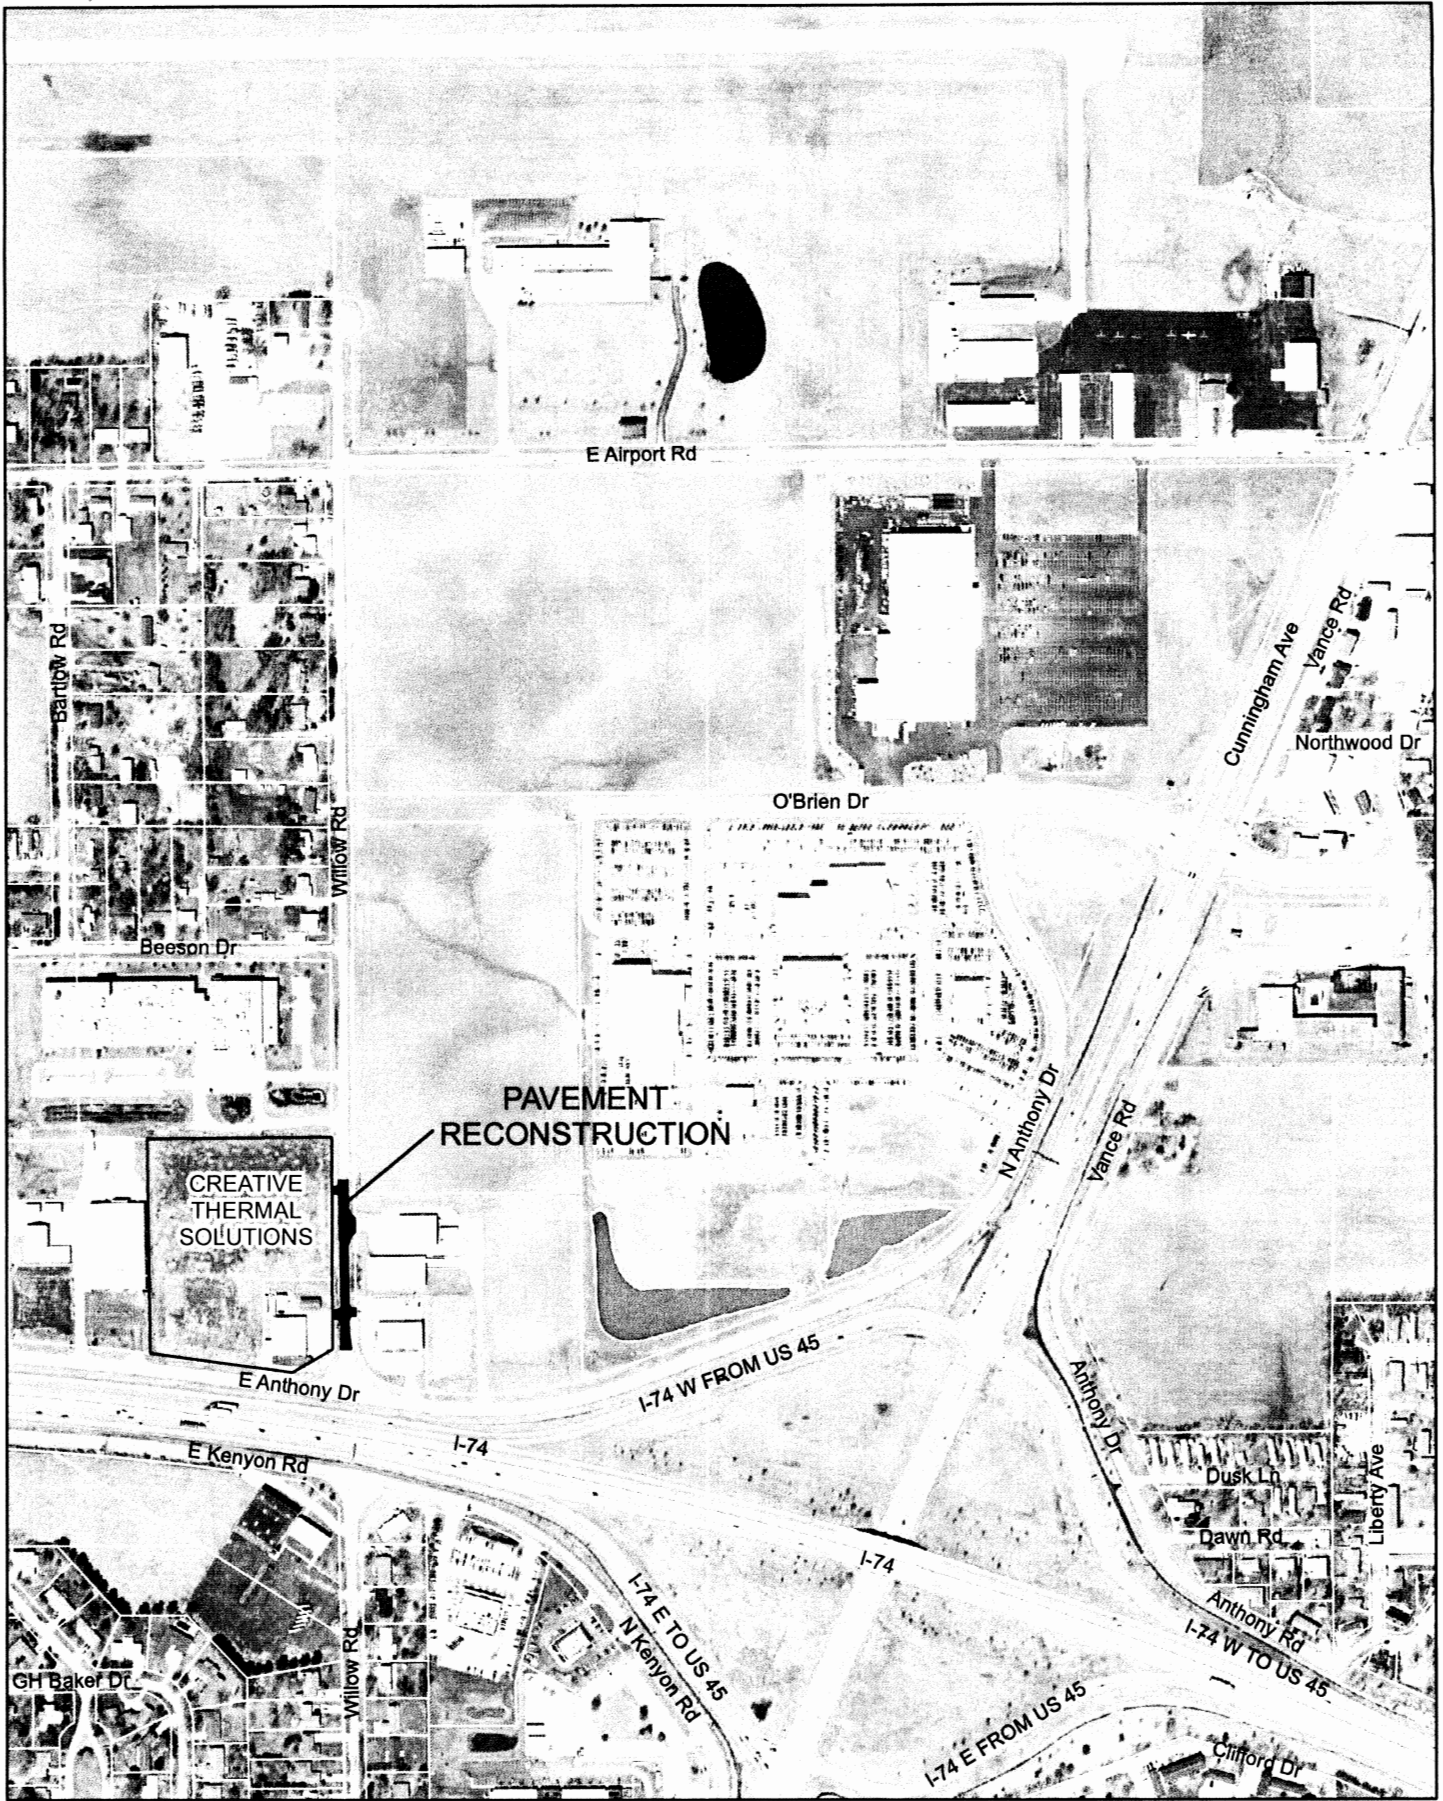 E Airport Rd
Bartlow Rd
Cunningham Ave
Vance Rd
Northwood Dr
O'Brien Dr
Willow Rd
Beeson Dr
PAVEMENT
RECONSTRUCTION
N Anthony Dr
Vance Rd
CREATIVE
THERMAL
SOLUTIONS
I-74 W FROM US 45
E Anthony Dr
Anthony Dr
I-74
E Kenyon Rd
Dusk Ln
Liberty Ave
Dawn Rd
I-74
I-74 E TO US 45
N Kenyon Rd
Anthony Rd
I-74 W TO US 45
Willow Rd
GH Baker Dr
I-74 E FROM US 45
Clifford Dr